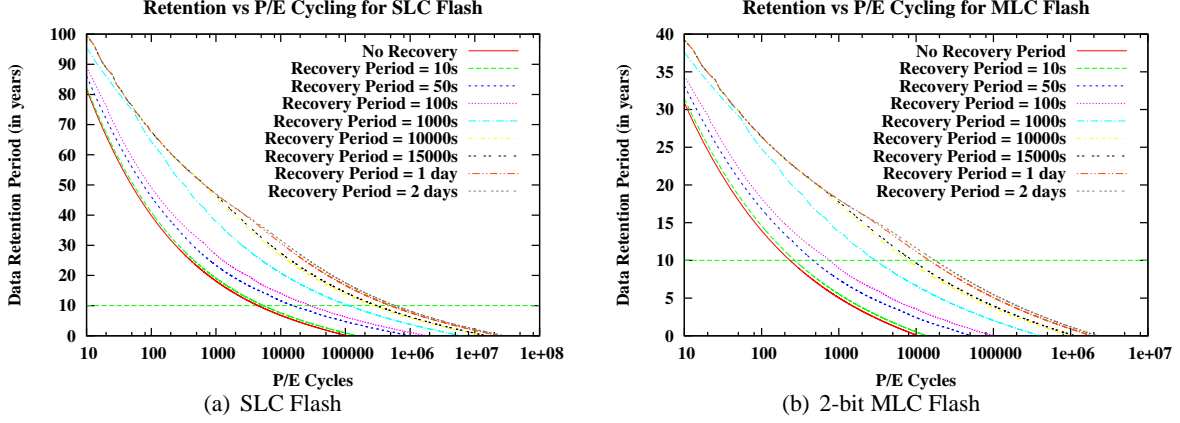 Retention vs P/E Cycling for SLC Flash
Data Retention Period (in years)
100
90
80
70
60
50
40
30
20
10
0
No Recovery
Recovery Period = 10s
Recovery Period = 50s
Recovery Period = 100s
Recovery Period = 1000s
Recovery Period = 10000s
Recovery Period = 15000s
Recovery Period = 1 day
Recovery Period = 2 days
10 100 1000 10000 100000 1e+06 1e+07 1e+08
P/E Cycles
(a) SLC Flash
Retention vs P/E Cycling for MLC Flash
Data Retention Period (in years)
40
35
30
25
20
15
10
5
0
No Recovery Period
Recovery Period = 10s
Recovery Period = 50s
Recovery Period = 100s
Recovery Period = 1000s
Recovery Period = 10000s
Recovery Period = 15000s
Recovery Period = 1 day
Recovery Period = 2 days
10 100 1000 10000 100000 1e+06 1e+07
P/E Cycles
(b) 2-bit MLC Flash